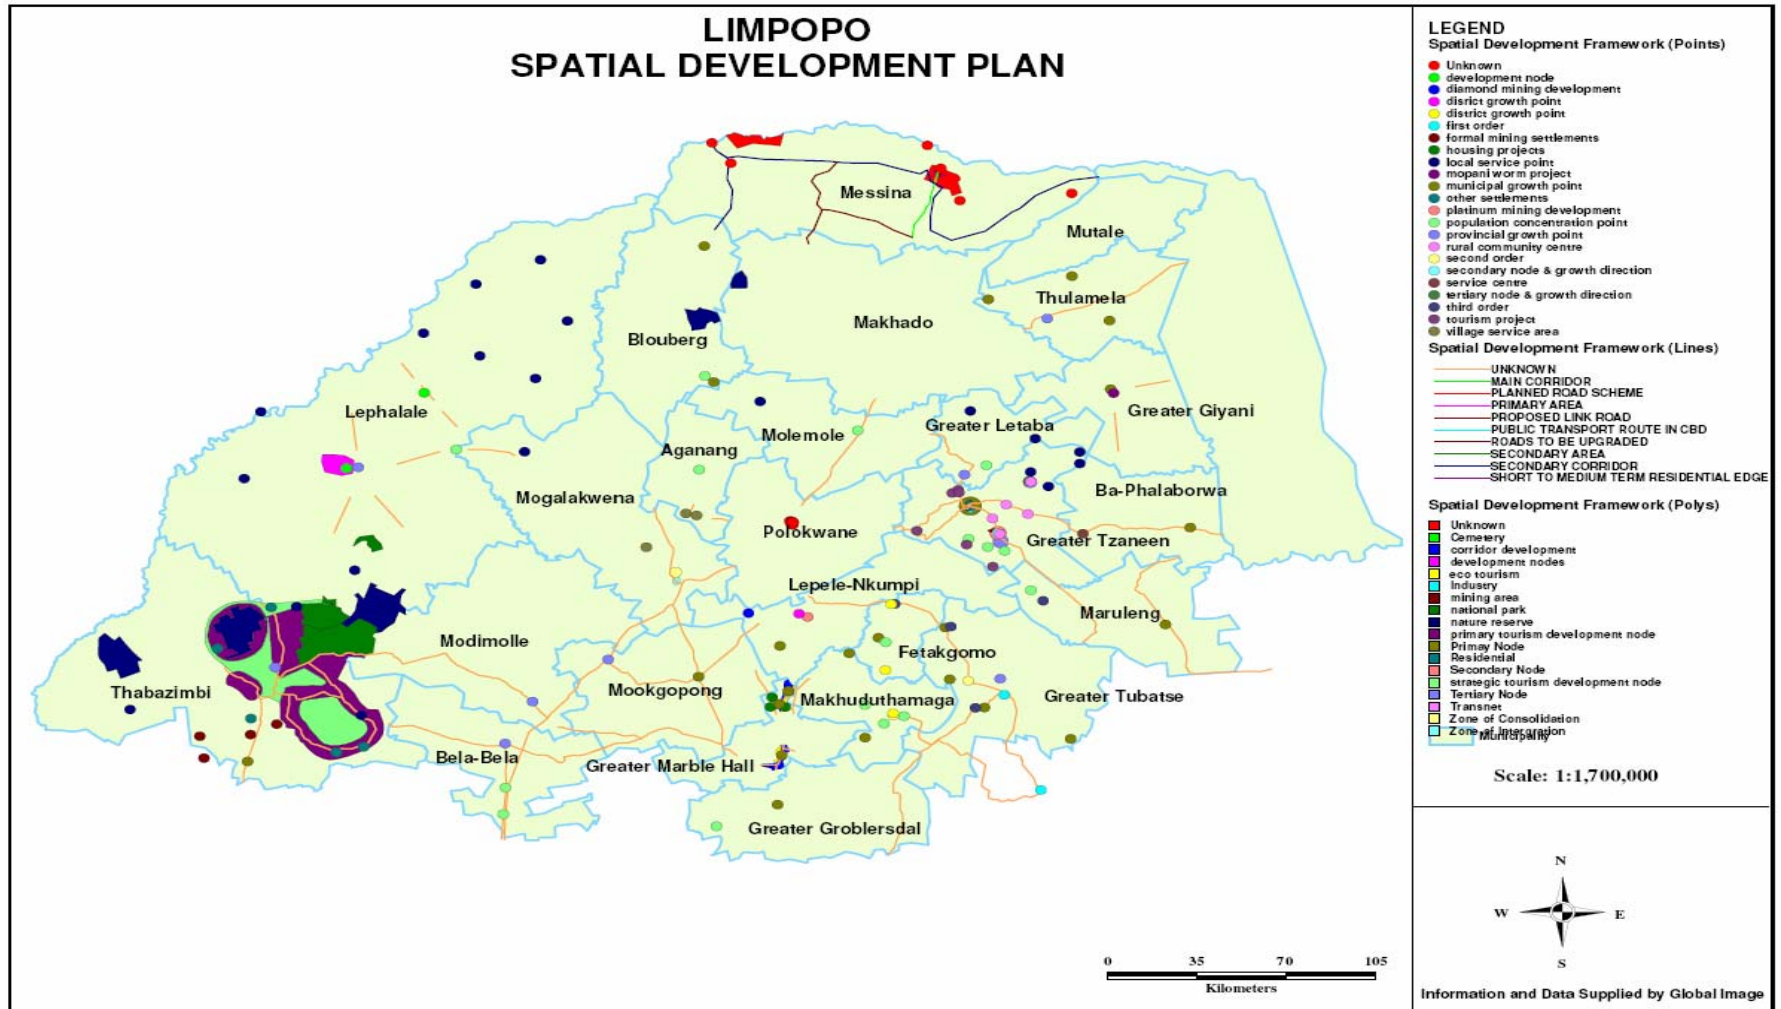 LIMPOPO
SPATIAL DEVELOPMENT PLAN
Messina
Mutale
Thulamela
Makhado
Blouberg
Lephalale
Greater Giyani
Greater Letaba
Molemole
Aganang
Mogalakwena
Ba-Phalaborwa
Polokwane
Greater Tzaneen
Lepele-Nkumpi
Maruleng
Modimolle
Fetakgomo
Thabazimbi
Mookgopong
Makhuduthamaga
Greater Tubatse
Bela-Bela
Greater Marble Hall
Greater Groblersdal
0 35 70 105
Kilometers
LEGEND
Spatial Development Framework (Points)
Unknown
development node
diamond mining development
disrict growth point
district growth point
first order
formal mining settlements
housing projects
local service point
mopani worm project
municipal growth point
other settlements
platinum mining development
population concentration point
provincial growth point
rural community centre
second order
secondary node & growth direction
service centre
tertiary node & growth direction
third order
tourism project
village service area
Spatial Development Framework (Lines)
UNKNOWN
MAIN CORRIDOR
PLANNED ROAD SCHEME
PRIMARY AREA
PROPOSED LINK ROAD
PUBLIC TRANSPORT ROUTE IN CBD
ROADS TO BE UPGRADED
SECONDARY AREA
SECONDARY CORRIDOR
SHORT TO MEDIUM TERM RESIDENTIAL EDGE
Spatial Development Framework (Polys)
Unknown
Cemetery
corridor development
development nodes
eco tourism
Industry
mining area
national park
nature reserve
primary tourism development node
Primay Node
Residential
Secondary Node
strategic tourism development node
Tertiary Node
Transnet
Zone of Consolidation
Zone of Intergration
Municipality
Scale: 1:1,700,000
N
W E
S
Information and Data Supplied by Global Image